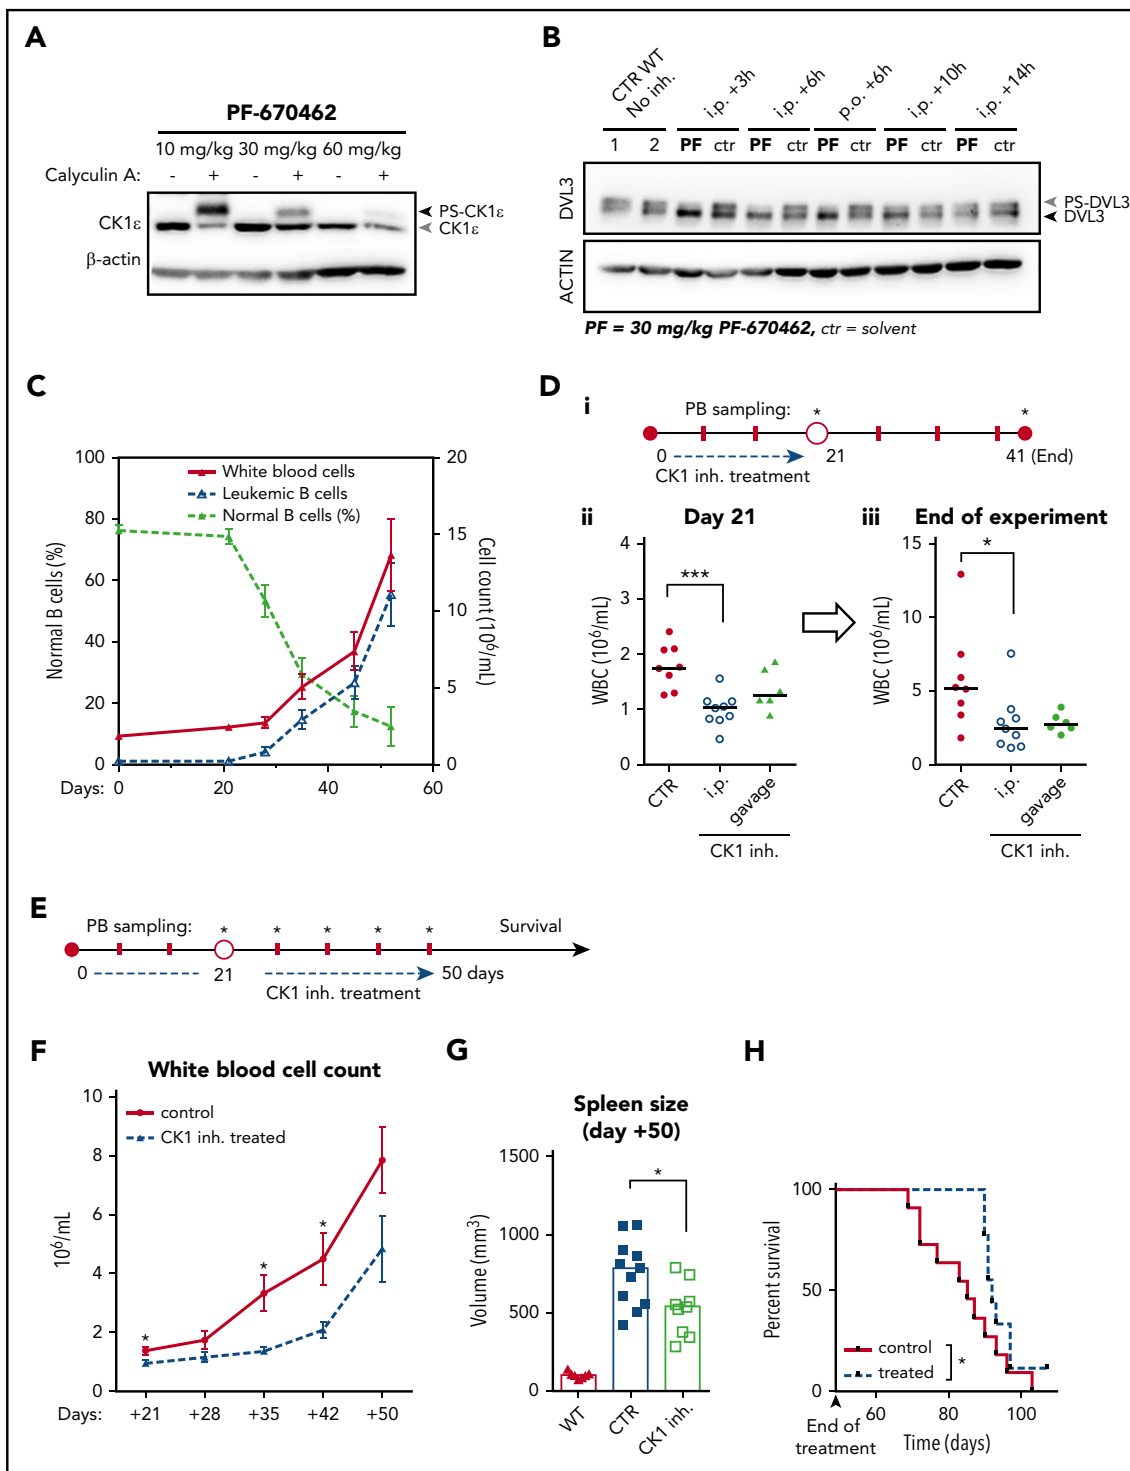 A
PF-670462
10 mg/kg 30 mg/kg 60 mg/kg
Calyculin A: - + - + - +
CK1ε
PS-CK1ε
CK1ε
β-actin
B
CTR WT
No inh.
i.p. +3h
i.p. +6h
p.o. +6h
i.p. +10h
i.p. +14h
1 2 PF ctr PF ctr PF ctr PF ctr PF ctr
DVL3
PS-DVL3
DVL3
ACTIN
PF = 30 mg/kg PF-670462, ctr = solvent
C
White blood cells
Leukemic B cells
Normal B cells (%)
Normal B cells (%)
100
80
60
40
20
0
Cell count (10⁶/mL)
20
15
10
5
0
Days: 0 20 40 60
D
i
PB sampling: * *
0 21 41 (End)
CK1 inh. treatment
ii
Day 21
WBC (10⁶/mL)
4
3
2
1
0
***
CTR i.p. gavage
CK1 inh.
iii
End of experiment
WBC (10⁶/mL)
15
10
5
0
*
CTR i.p. gavage
CK1 inh.
E
PB sampling: * * * * * Survival
0 21 50 days
CK1 inh. treatment
F
White blood cell count
control
CK1 inh. treated
10⁶/mL
10
8
6
4
2
0
* * *
Days: +21 +28 +35 +42 +50
G
Spleen size
(day +50)
Volume (mm³)
1500
1000
500
0
*
WT CTR CK1 inh.
H
Percent survival
100
50
0
control
treated
*
60 80 100
End of
treatment
Time (days)